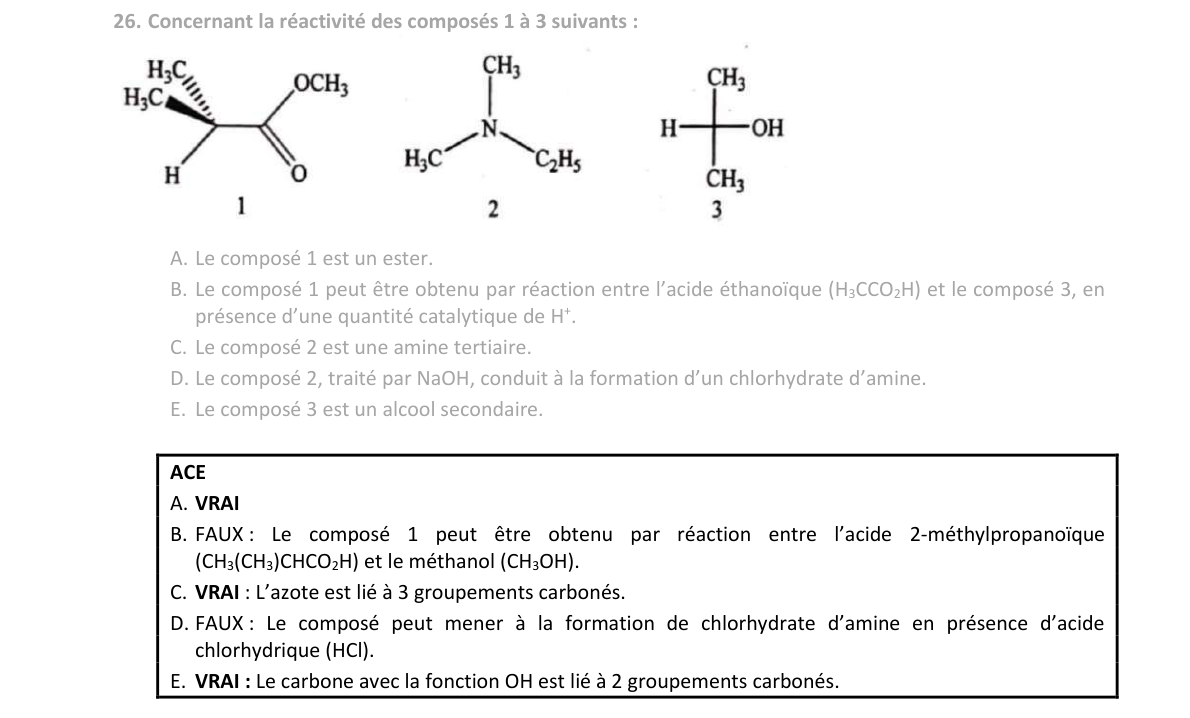 26. Concernant la réactivité des composés 1 à 3 suivants :
H₃C
H₃C
OCH₃
H
O
1
CH₃
N
H₃C
C₂H₅
2
CH₃
H
OH
CH₃
3
A. Le composé 1 est un ester.
B. Le composé 1 peut être obtenu par réaction entre l’acide éthanoïque (H₃CCO₂H) et le composé 3, en
présence d’une quantité catalytique de H⁺.
C. Le composé 2 est une amine tertiaire.
D. Le composé 2, traité par NaOH, conduit à la formation d’un chlorhydrate d’amine.
E. Le composé 3 est un alcool secondaire.
ACE
A. VRAI
B. FAUX : Le composé 1 peut être obtenu par réaction entre l’acide 2-méthylpropanoïque
(CH₃(CH₃)CHCO₂H) et le méthanol (CH₃OH).
C. VRAI : L’azote est lié à 3 groupements carbonés.
D. FAUX : Le composé peut mener à la formation de chlorhydrate d’amine en présence d’acide
chlorhydrique (HCl).
E. VRAI : Le carbone avec la fonction OH est lié à 2 groupements carbonés.